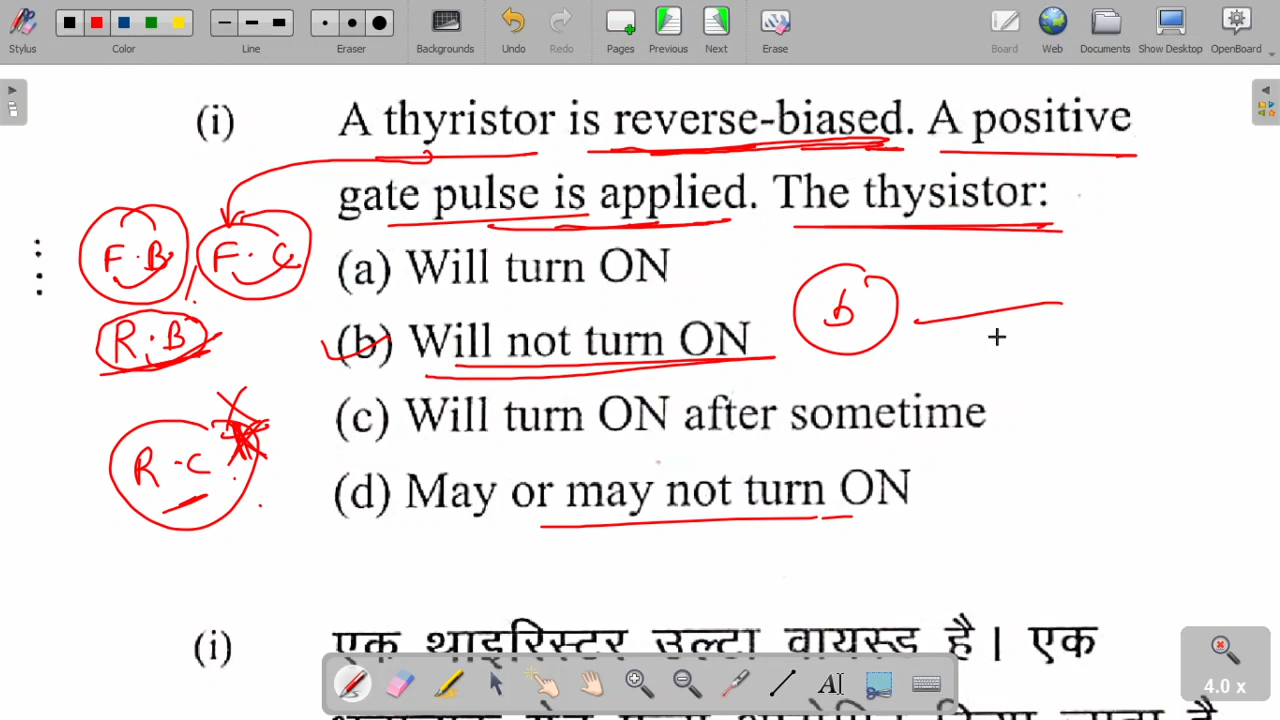 Stylus Color Line Eraser Backgrounds Undo Redo Pages Previous Next Erase Board Web Documents Show Desktop OpenBoard
(i) A thyristor is reverse-biased. A positive
gate pulse is applied. The thysistor:
F.B F.C
(a) Will turn ON
b
R.B
(b) Will not turn ON
(c) Will turn ON after sometime
R.C
(d) May or may not turn ON
(i) एक थाइरिस्टर उल्टा वायस्ड है। एक
4.0 x